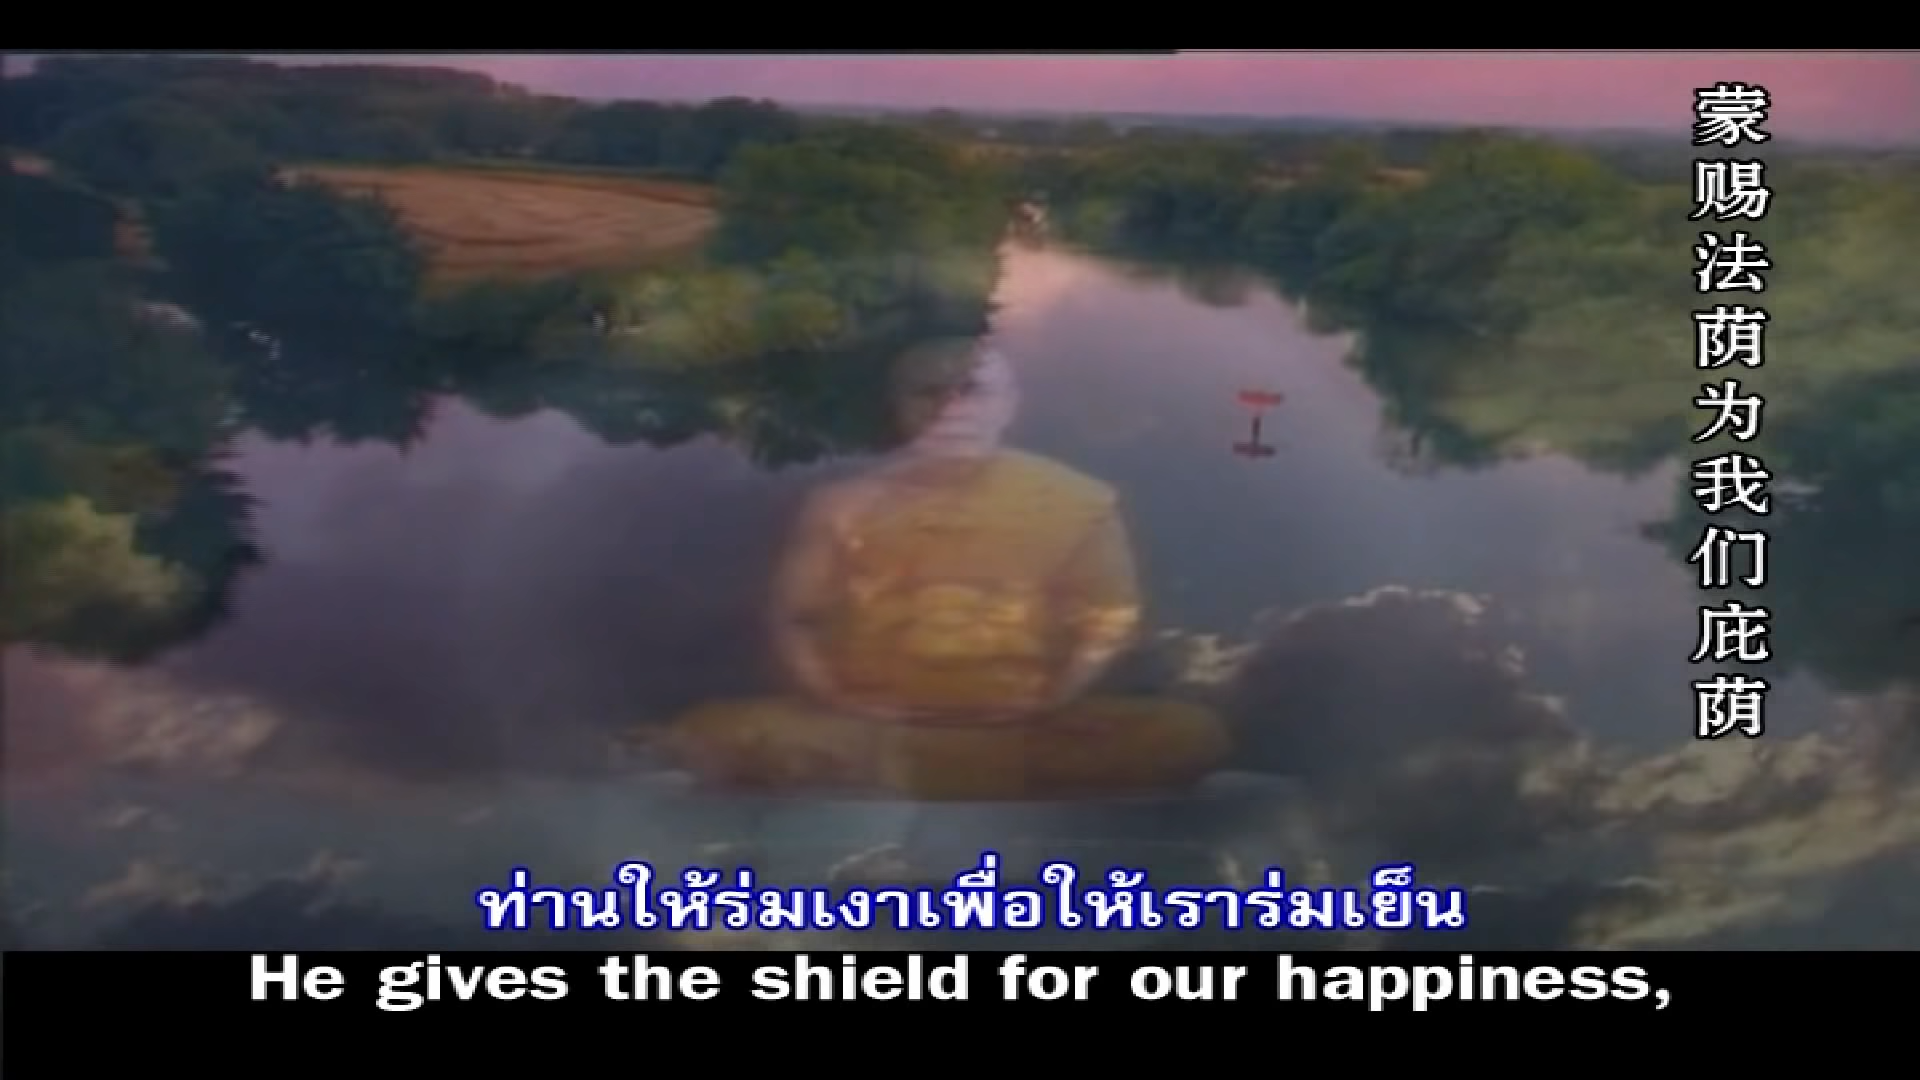 蒙赐法荫为我们庇荫
ท่านให้ร่มเงาเพื่อให้เราร่มเย็น
He gives the shield for our happiness,